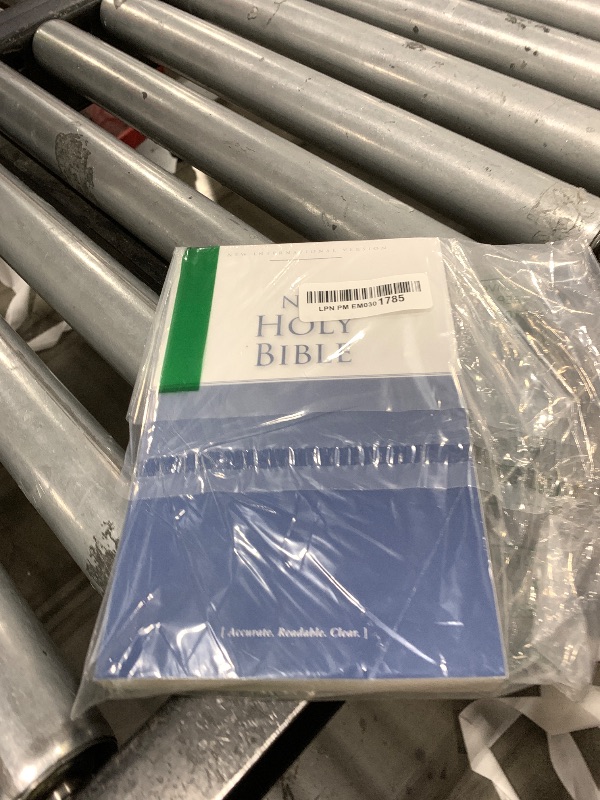 NEW INTERNATIONAL VERSION
LPN PM EM030 1785
HOLY
BIBLE
[ Accurate. Readable. Clear. ]